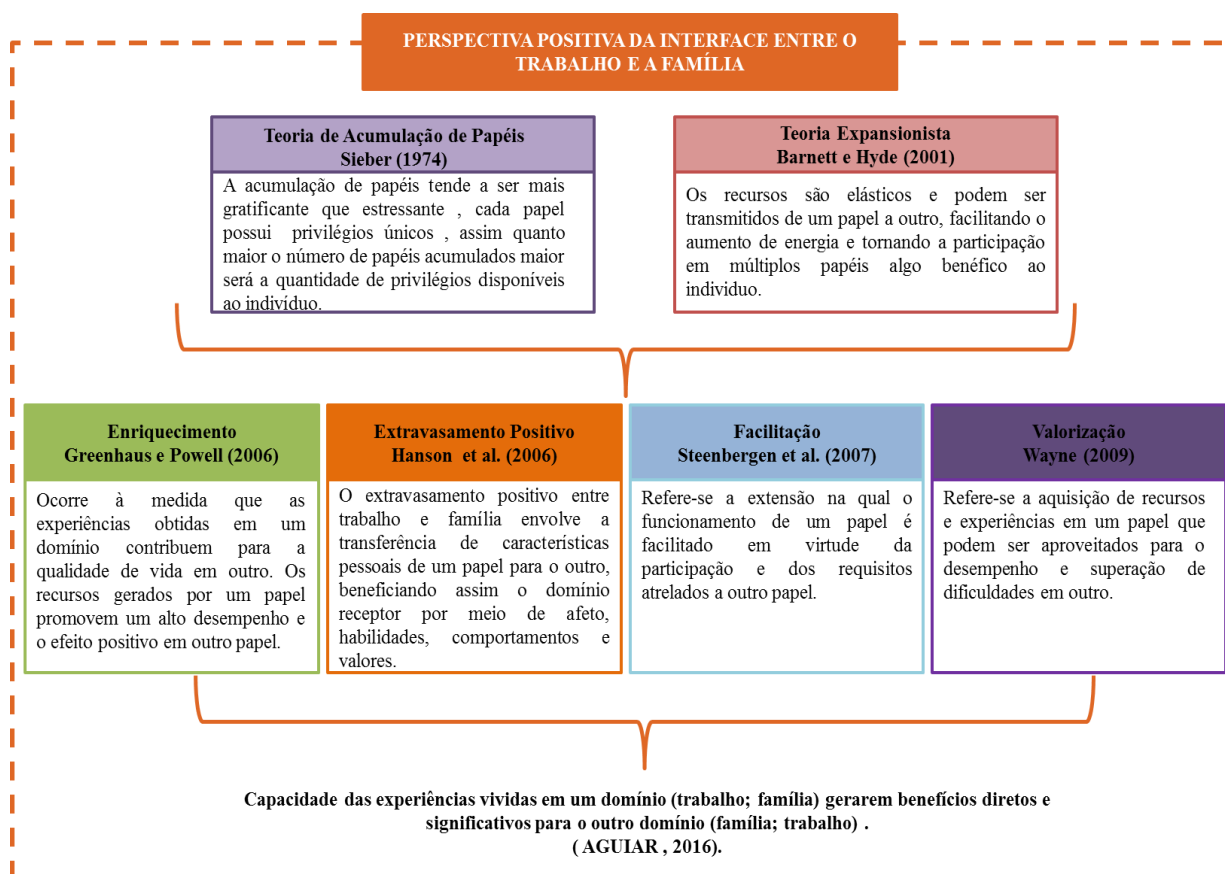 PERSPECTIVA POSITIVA DA INTERFACE ENTRE O
TRABALHO E A FAMÍLIA
Teoria de Acumulação de Papéis
Sieber (1974)
A acumulação de papéis tende a ser mais
gratificante que estressante , cada papel
possui privilégios únicos , assim quanto
maior o número de papéis acumulados maior
será a quantidade de privilégios disponíveis
ao indivíduo.
Teoria Expansionista
Barnett e Hyde (2001)
Os recursos são elásticos e podem ser
transmitidos de um papel a outro, facilitando o
aumento de energia e tornando a participação
em múltiplos papéis algo benéfico ao
individuo.
Enriquecimento
Greenhaus e Powell (2006)
Ocorre à medida que as
experiências obtidas em um
domínio contribuem para a
qualidade de vida em outro. Os
recursos gerados por um papel
promovem um alto desempenho e
o efeito positivo em outro papel.
Extravasamento Positivo
Hanson et al. (2006)
O extravasamento positivo entre
trabalho e família envolve a
transferência de características
pessoais de um papel para o outro,
beneficiando assim o domínio
receptor por meio de afeto,
habilidades, comportamentos e
valores.
Facilitação
Steenbergen et al. (2007)
Refere-se a extensão na qual o
funcionamento de um papel é
facilitado em virtude da
participação e dos requisitos
atrelados a outro papel.
Valorização
Wayne (2009)
Refere-se a aquisição de recursos
e experiências em um papel que
podem ser aproveitados para o
desempenho e superação de
dificuldades em outro.
Capacidade das experiências vividas em um domínio (trabalho; família) gerarem benefícios diretos e
significativos para o outro domínio (família; trabalho) .
( AGUIAR , 2016).